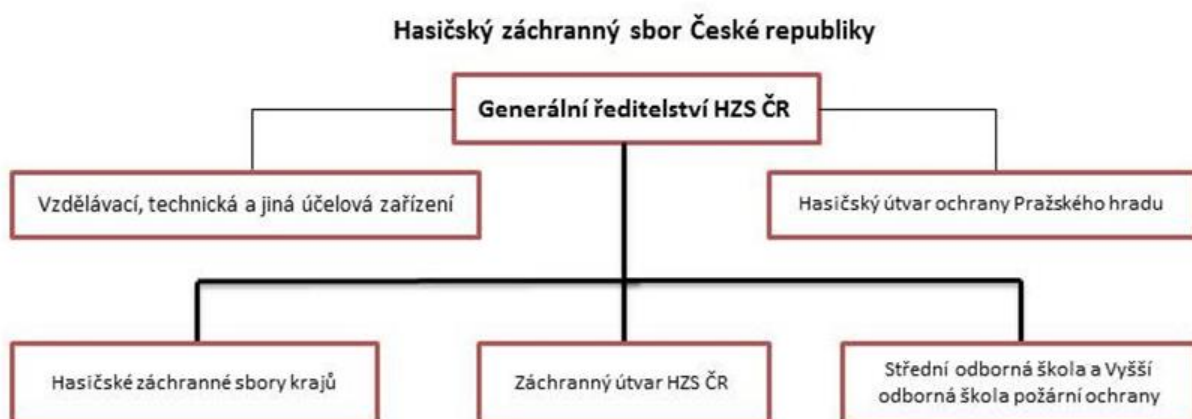 Hasičský záchranný sbor České republiky
Generální ředitelství HZS ČR
Vzdělávací, technická a jiná účelová zařízení
Hasičský útvar ochrany Pražského hradu
Hasičské záchranné sbory krajů
Záchranný útvar HZS ČR
Střední odborná škola a Vyšší
odborná škola požární ochrany